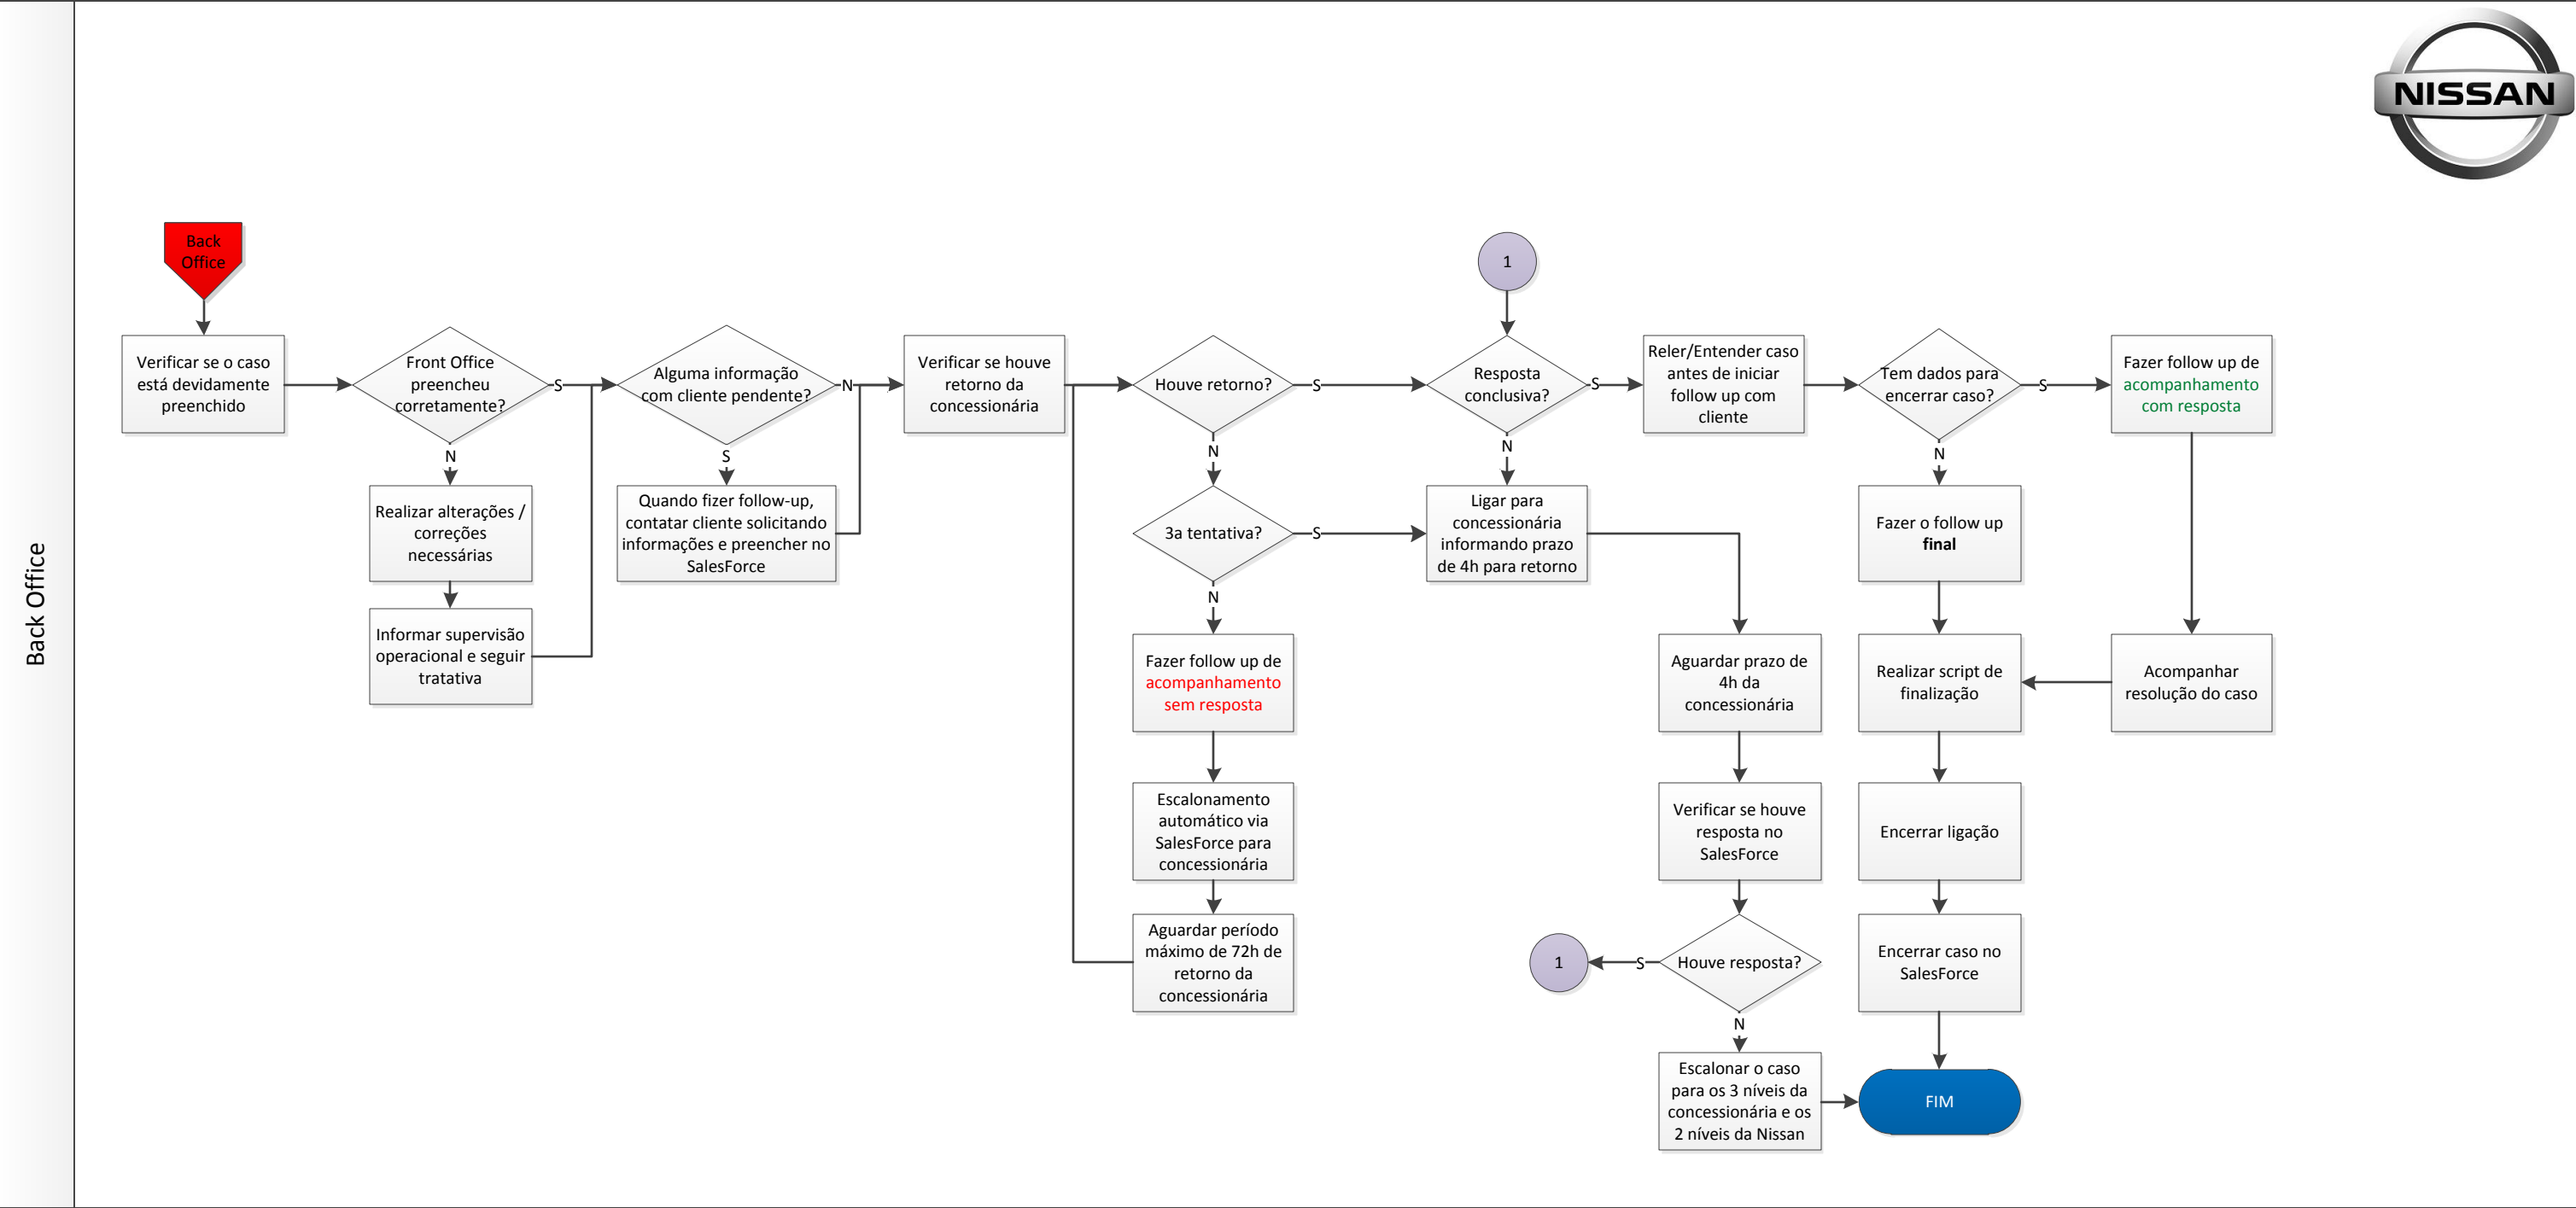 NISSAN
Back Office
Back
Office
Verificar se o caso
está devidamente
preenchido
Front Office
preencheu
corretamente?
S
N
Realizar alterações /
correções
necessárias
Informar supervisão
operacional e seguir
tratativa
Alguma informação
com cliente pendente?
N
S
Quando fizer follow-up,
contatar cliente solicitando
informações e preencher no
SalesForce
Verificar se houve
retorno da
concessionária
Houve retorno?
S
N
3a tentativa?
S
N
Fazer follow up de
acompanhamento
sem resposta
Escalonamento
automático via
SalesForce para
concessionária
Aguardar período
máximo de 72h de
retorno da
concessionária
1
Resposta
conclusiva?
S
N
Ligar para
concessionária
informando prazo
de 4h para retorno
Aguardar prazo de
4h da
concessionária
Verificar se houve
resposta no
SalesForce
Houve resposta?
S
1
N
Escalonar o caso
para os 3 níveis da
concessionária e os
2 níveis da Nissan
Reler/Entender caso
antes de iniciar
follow up com
cliente
Tem dados para
encerrar caso?
S
N
Fazer o follow up
final
Fazer follow up de
acompanhamento
com resposta
Acompanhar
resolução do caso
Realizar script de
finalização
Encerrar ligação
Encerrar caso no
SalesForce
FIM